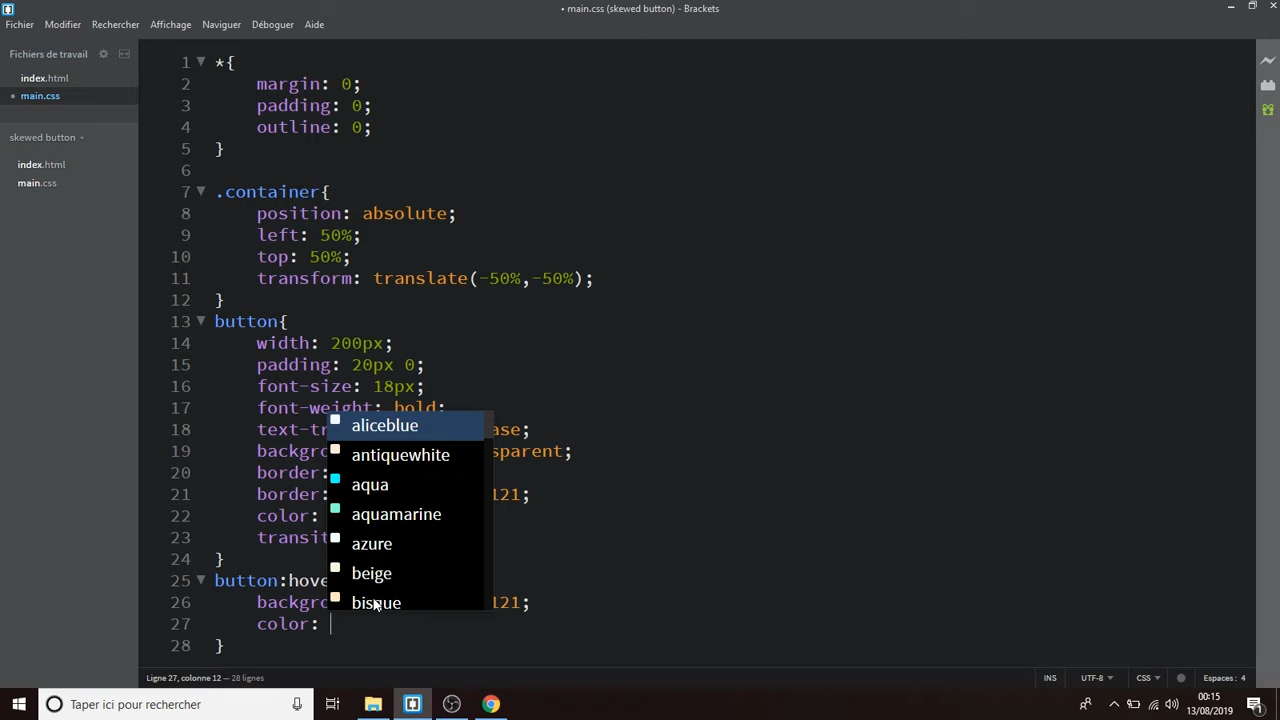 • main.css (skewed button) - Brackets
Fichier Modifier Rechercher Affichage Naviguer Déboguer Aide
Fichiers de travail
index.html
• main.css
skewed button
index.html
main.css
1 *{
2 margin: 0;
3 padding: 0;
4 outline: 0;
5 }
6
7 .container{
8 position: absolute;
9 left: 50%;
10 top: 50%;
11 transform: translate(-50%,-50%);
12 }
13 button{
14 width: 200px;
15 padding: 20px 0;
16 font-size: 18px;
17 font-weight: bold;
18 text-tr ase;
19 backgro sparent;
20 border:
21 border: 121;
22 color:
23 transit
24 }
25 button:hove
26 backgro 121;
27 color:
28 }
aliceblue
antiquewhite
aqua
aquamarine
azure
beige
bisque
Ligne 27, colonne 12 — 28 lignes
INS UTF-8 CSS Espaces : 4
Taper ici pour rechercher
00:15
13/08/2019
1